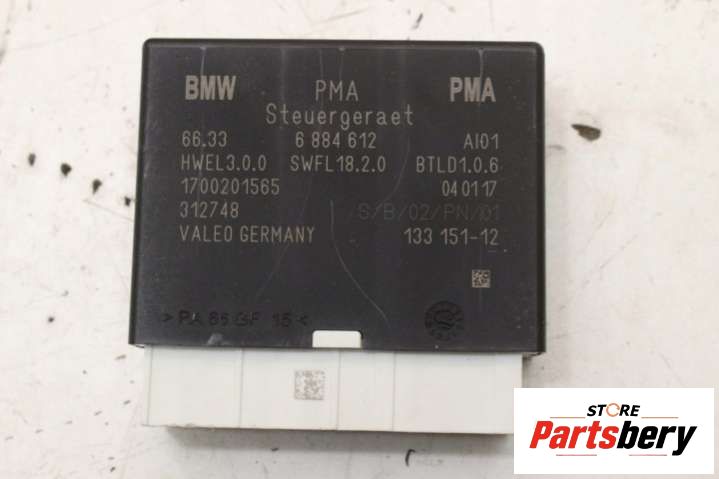 BMW PMA PMA
Steuergeraet
66.33 6 884 612 AI01
HWEL3.0.0 SWFL18.2.0 BTLD1.0.6
1700201565 040117
312748 S/B/02/PN/01
VALEO GERMANY 133 151-12
> PA 66 GF 15 <
STORE
Partsbery